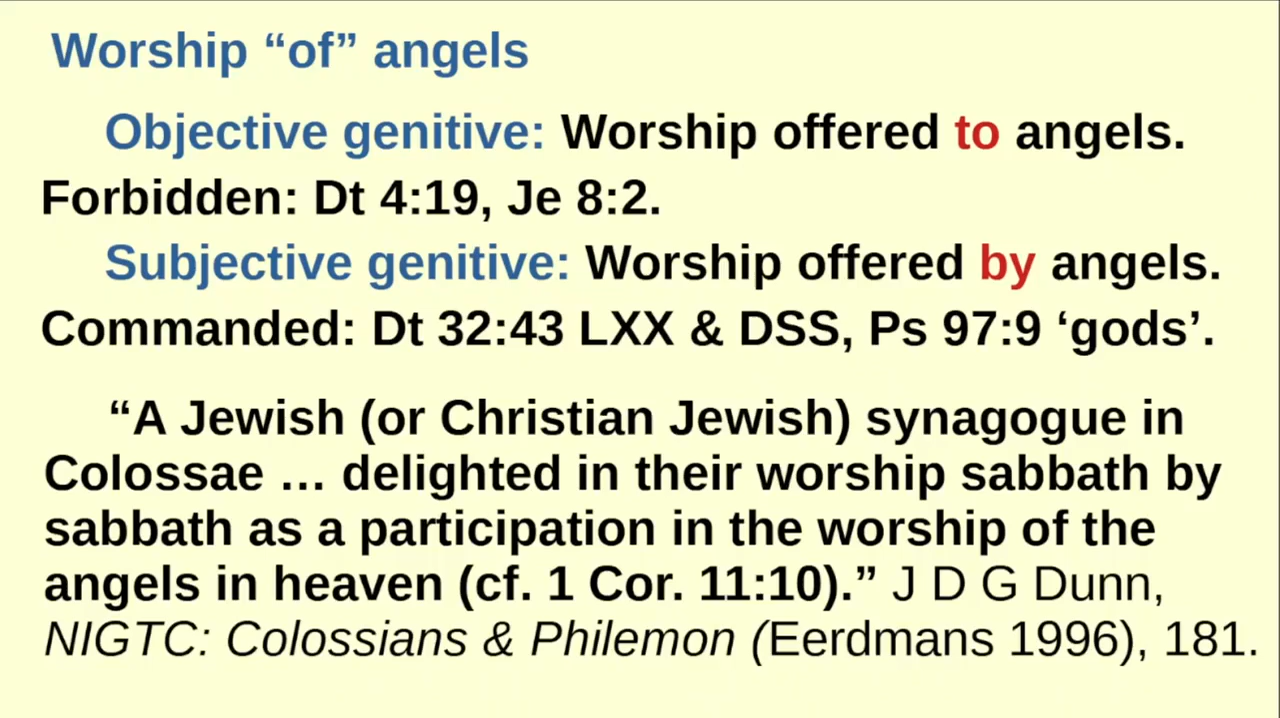 Worship “of” angels
Objective genitive: Worship offered to angels.
Forbidden: Dt 4:19, Je 8:2.
Subjective genitive: Worship offered by angels.
Commanded: Dt 32:43 LXX & DSS, Ps 97:9 ‘gods’.
“A Jewish (or Christian Jewish) synagogue in
Colossae … delighted in their worship sabbath by
sabbath as a participation in the worship of the
angels in heaven (cf. 1 Cor. 11:10).” J D G Dunn,
NIGTC: Colossians & Philemon (Eerdmans 1996), 181.